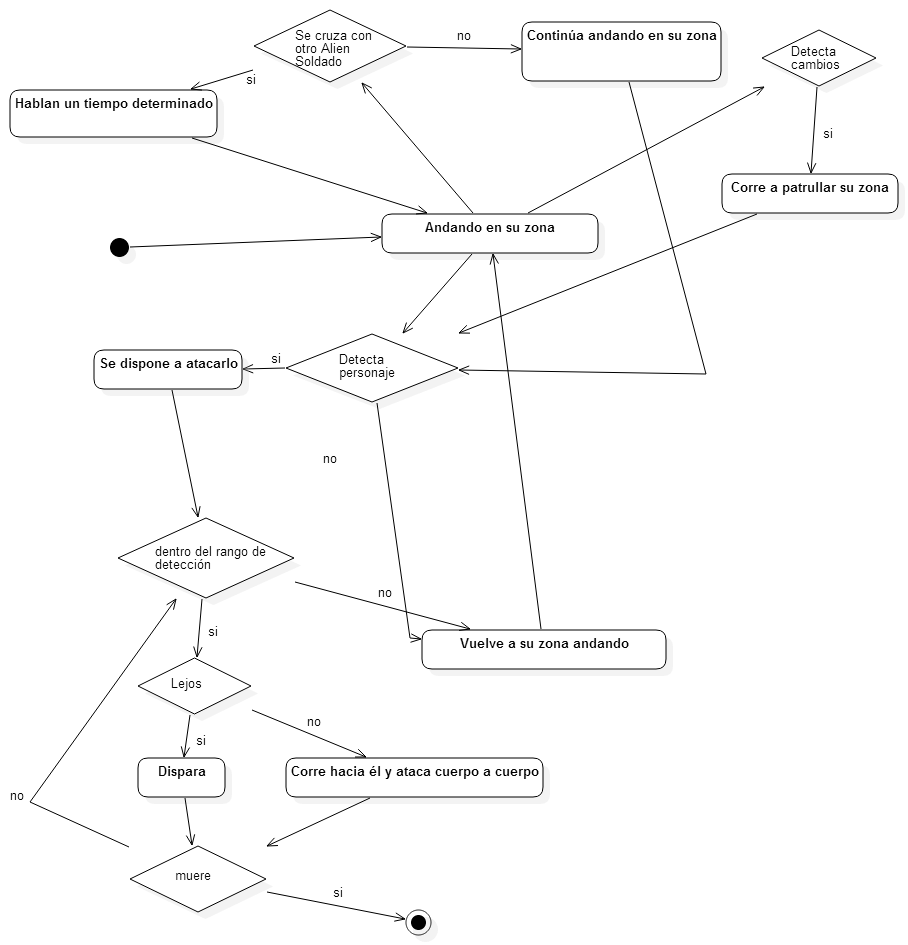 Se cruza con
otro Alien
Soldado
no
Continúa andando en su zona
Detecta
cambios
si
Hablan un tiempo determinado
si
Corre a patrullar su zona
Andando en su zona
Detecta
personaje
si
Se dispone a atacarlo
no
dentro del rango de
detección
no
si
Vuelve a su zona andando
Lejos
no
si
Dispara
Corre hacia él y ataca cuerpo a cuerpo
no
muere
si